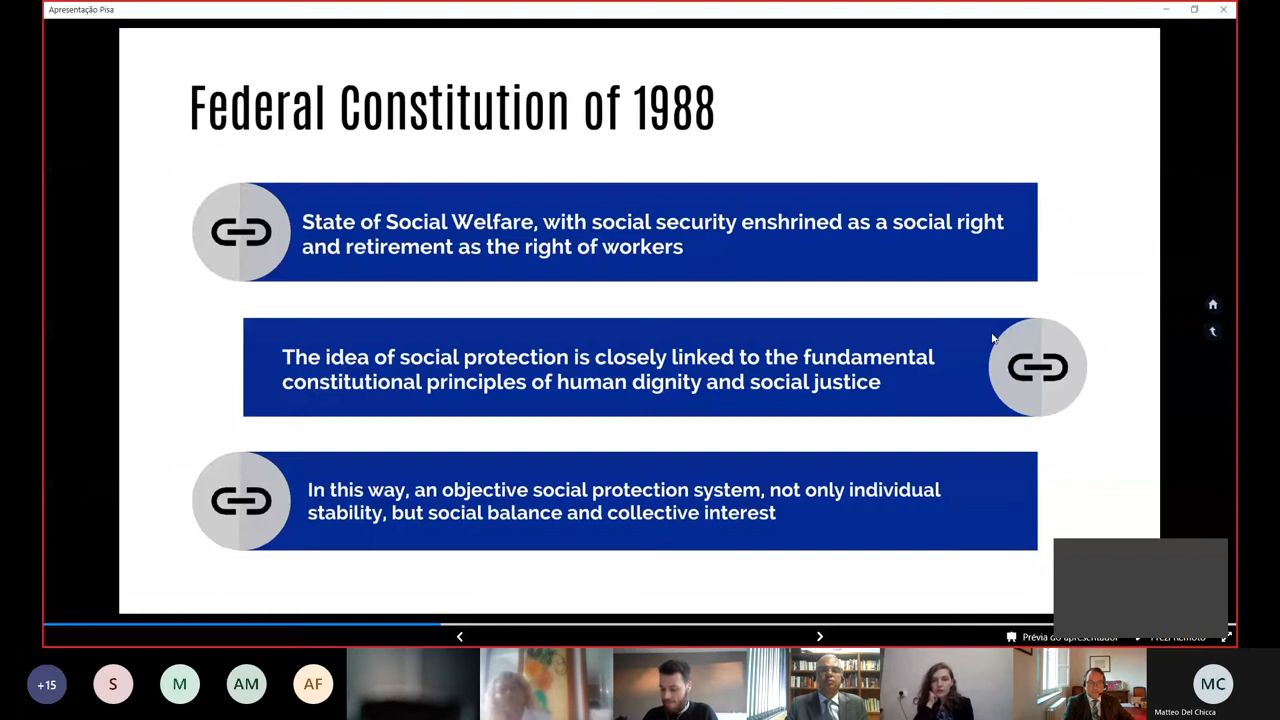 Apresentação Pisa
Federal Constitution of 1988
State of Social Welfare, with social security enshrined as a social right
and retirement as the right of workers
The idea of social protection is closely linked to the fundamental
constitutional principles of human dignity and social justice
In this way, an objective social protection system, not only individual
stability, but social balance and collective interest
Prévia do apresentador
Prezi Remoto
+15
S
M
AM
AF
MC
Matteo Del Chicca